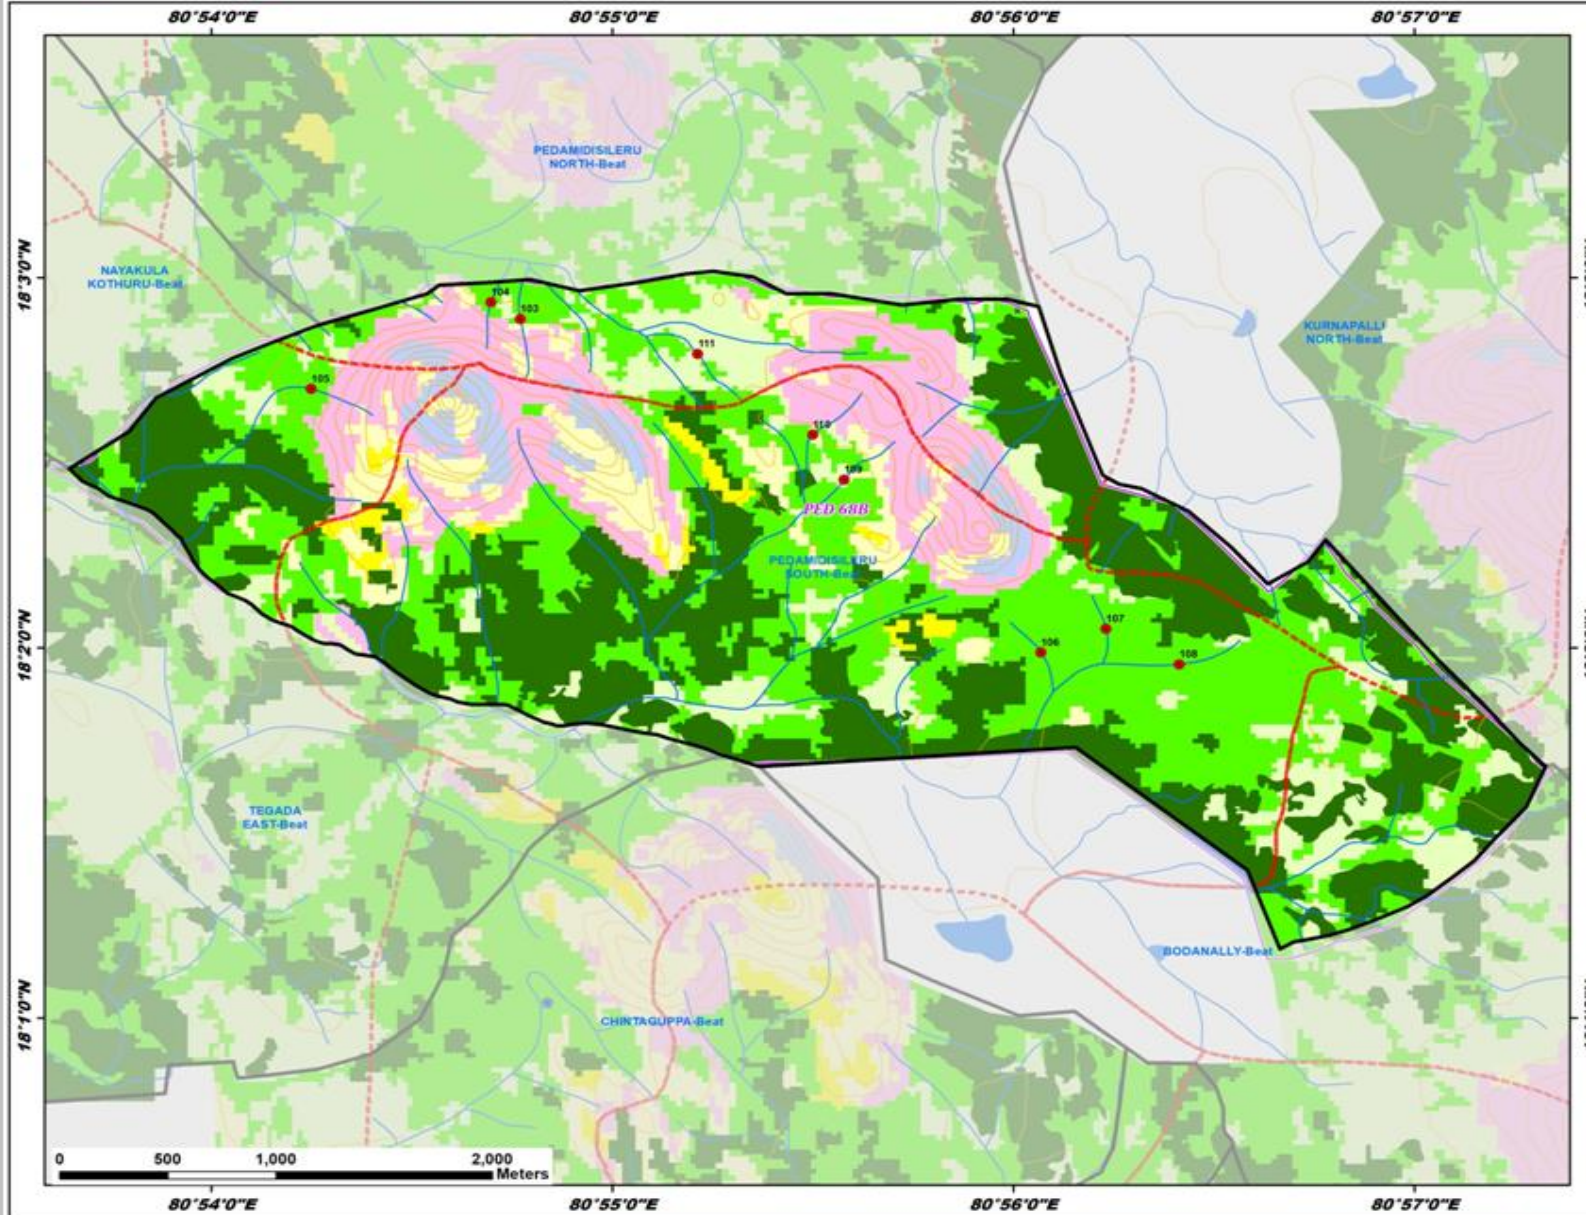 80°54'0"E
80°55'0"E
80°56'0"E
80°57'0"E
PEDAMIDISILERU
NORTH-Beat
NAYAKULA
KOTHURU-Beat
18°3'0"N
KURNAPALLI
NORTH-Beat
104
103
111
105
110
109
PED 68B
PEDAMIDISILERU
SOUTH-Beat
107
106
108
18°2'0"N
TEGADA
EAST-Beat
BODANALLY-Beat
CHINTAGUPPA-Beat
18°1'0"N
0
500
1,000
2,000
Meters
80°54'0"E
80°55'0"E
80°56'0"E
80°57'0"E